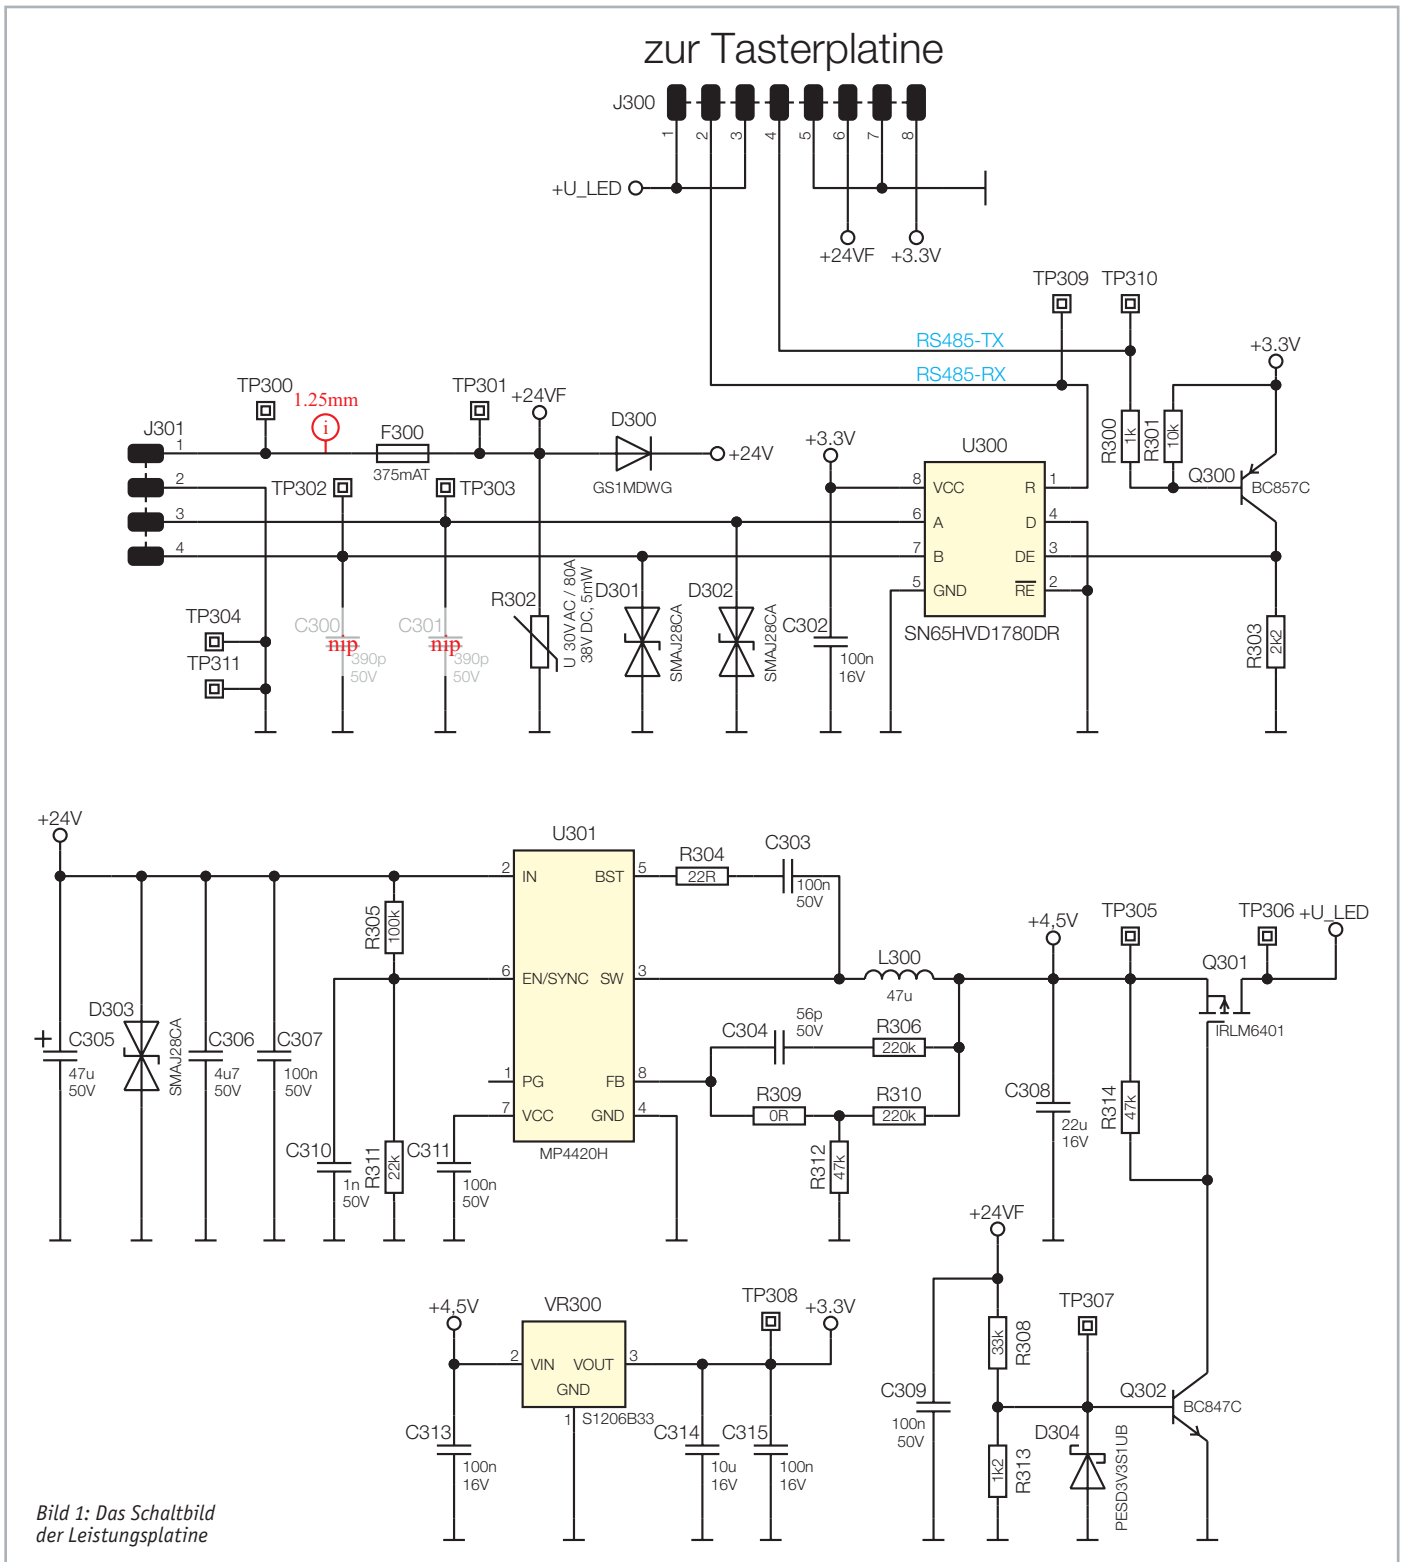 zur Tasterplatine
J300
1 2 3 4 5 6 7 8
+U_LED
+24VF +3.3V
TP309 TP310
RS485-TX
RS485-RX
+3.3V
TP300
1.25mm
i
TP301
+24VF
D300
GS1MDWG
+24V
J301
1
2
3
4
F300
375mAT
TP302
TP303
+3.3V
U300
8 VCC R 1
6 A D 4
7 B DE 3
5 GND RE 2
SN65HVD1780DR
R300
1k
R301
10k
Q300
BC857C
TP304
TP311
C300
nip
390p
50V
C301
nip
390p
50V
R302
U 30VAC / 80A
38V DC, 5mW
D301
SMAJ28CA
D302
SMAJ28CA
C302
100n
16V
R303
2k2
+24V
U301
2 IN BST 5
6 EN/SYNC SW 3
1 PG FB 8
7 VCC GND 4
MP4420H
R304
22R
C303
100n
50V
R305
100k
L300
47u
+4,5V
TP305
TP306
+U_LED
Q301
IRLM6401
+
C305
47u
50V
D303
SMAJ28CA
C306
4u7
50V
C307
100n
50V
C304
56p
50V
R306
220k
R309
0R
R310
220k
C308
22u
16V
R314
47k
C310
1n
50V
R311
22k
C311
100n
50V
R312
47k
+24VF
+4,5V
VR300
2 VIN VOUT 3
GND
1
S1206B33
TP308
+3.3V
R308
33k
TP307
C309
100n
50V
Q302
BC847C
C313
100n
16V
C314
10u
16V
C315
100n
16V
R313
1k2
D304
PESD3V3S1UB
Bild 1: Das Schaltbild
der Leistungsplatine